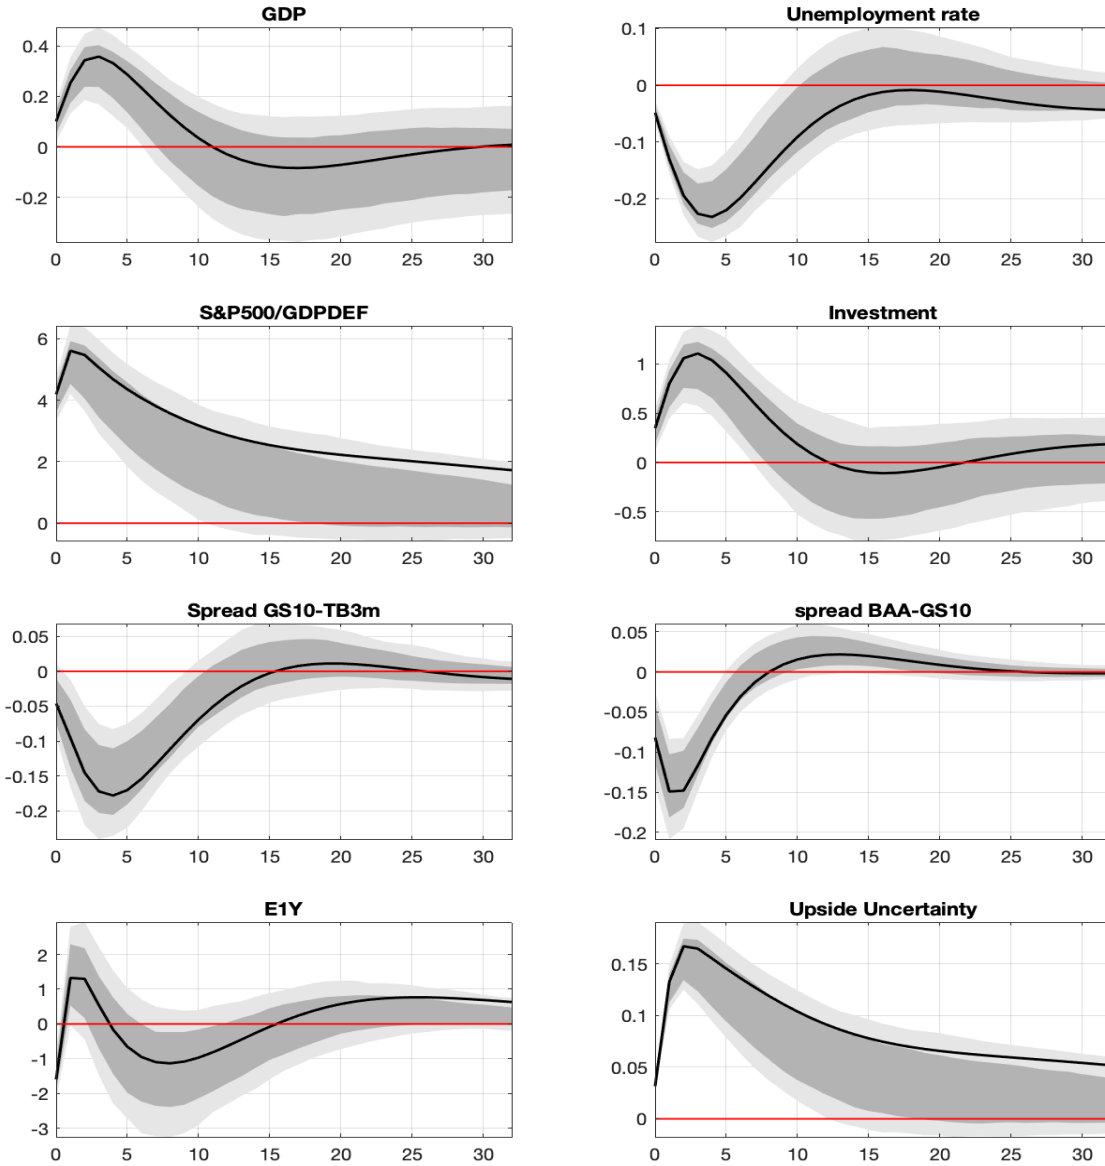 GDP
0.4
0.2
0
-0.2
0 5 10 15 20 25 30
Unemployment rate
0.1
0
-0.1
-0.2
0 5 10 15 20 25 30
S&P500/GDPDEF
6
4
2
0
0 5 10 15 20 25 30
Investment
1
0.5
0
-0.5
0 5 10 15 20 25 30
Spread GS10-TB3m
0.05
0
-0.05
-0.1
-0.15
-0.2
0 5 10 15 20 25 30
spread BAA-GS10
0.05
0
-0.05
-0.1
-0.15
-0.2
0 5 10 15 20 25 30
E1Y
2
1
0
-1
-2
-3
0 5 10 15 20 25 30
Upside Uncertainty
0.15
0.1
0.05
0
0 5 10 15 20 25 30